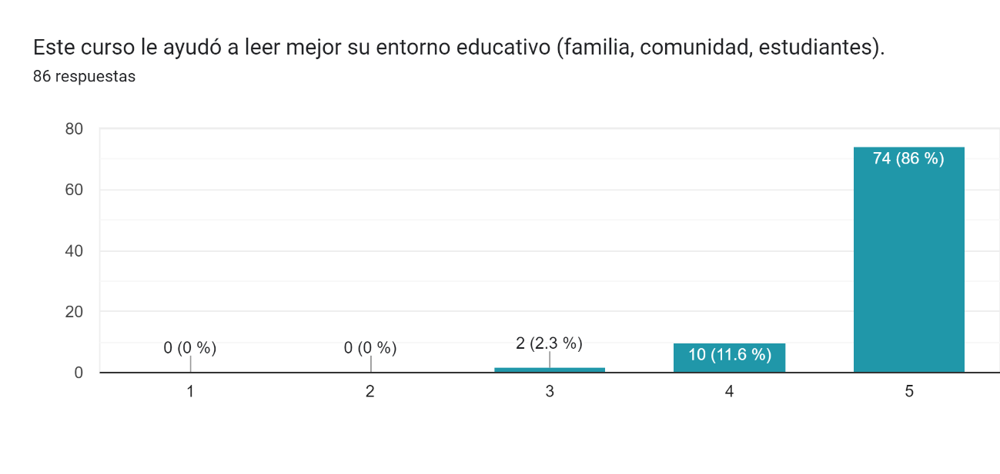 Este curso le ayudó a leer mejor su entorno educativo (familia, comunidad, estudiantes).
86 respuestas
80
60
40
20
0
0 (0 %)
0 (0 %)
2 (2.3 %)
10 (11.6 %)
74 (86 %)
1
2
3
4
5